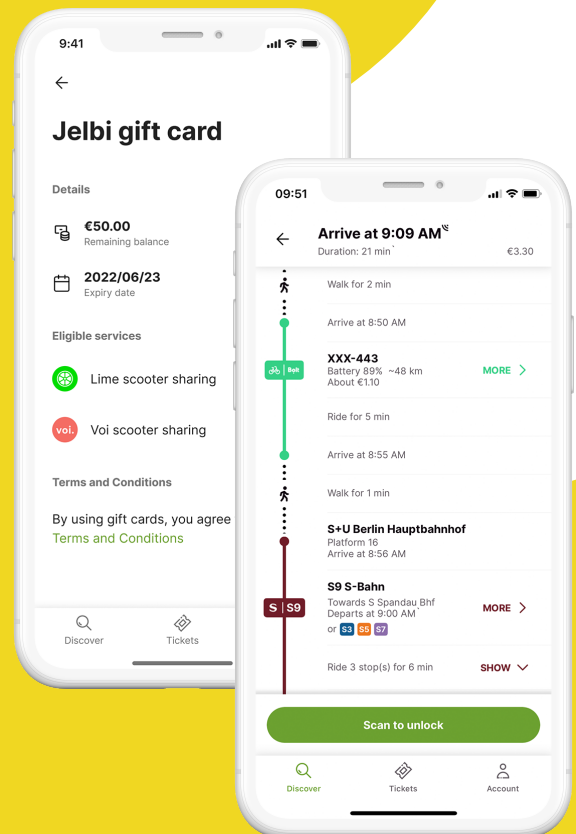 9:41
Jelbi gift card
Details
€50.00
Remaining balance
2022/06/23
Expiry date
Eligible services
Lime scooter sharing
voi.
Voi scooter sharing
Terms and Conditions
By using gift cards, you agree
Terms and Conditions
Discover
Tickets
09:51
Arrive at 9:09 AM
Duration: 21 min
€3.30
Walk for 2 min
Arrive at 8:50 AM
Bolt
XXX-443
Battery 89% ~48 km
About €1.10
MORE
Ride for 5 min
Arrive at 8:55 AM
Walk for 1 min
S+U Berlin Hauptbahnhof
Platform 16
Arrive at 8:56 AM
S | S9
S9 S-Bahn
Towards S Spandau Bhf
Departs at 9:00 AM
or S3 S5 S7
MORE
Ride 3 stop(s) for 6 min
SHOW
Scan to unlock
Discover
Tickets
Account